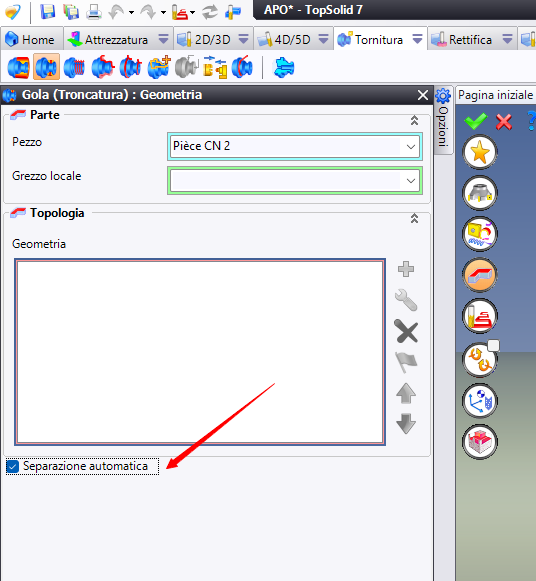 APO* - TopSolid 7
Home Attrezzatura 2D/3D 4D/5D Tornitura Rettifica
Gola (Troncatura) : Geometria
Opzioni
Pagina iniziale
Parte
Pezzo Pièce CN 2
Grezzo locale
Topologia
Geometria
Separazione automatica